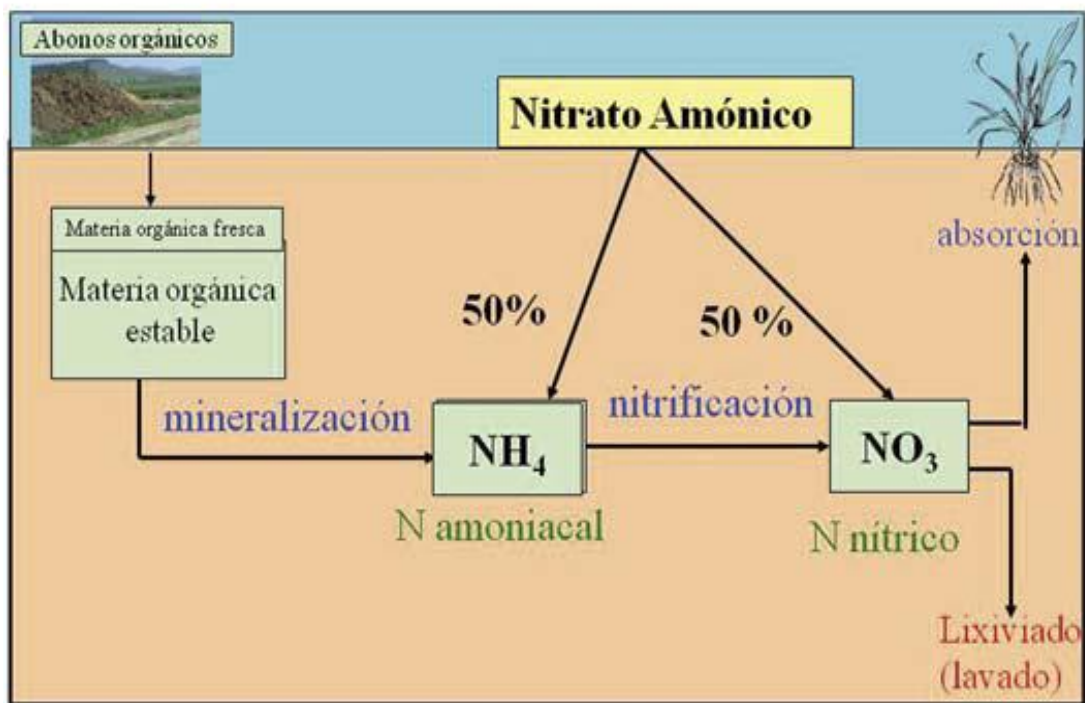 Abonos orgánicos
Nitrato Amónico
Materia orgánica fresca
Materia orgánica
estable
absorción
50%
50 %
mineralización
nitrificación
NH₄
NO₃
N amoniacal
N nítrico
Lixiviado
(lavado)